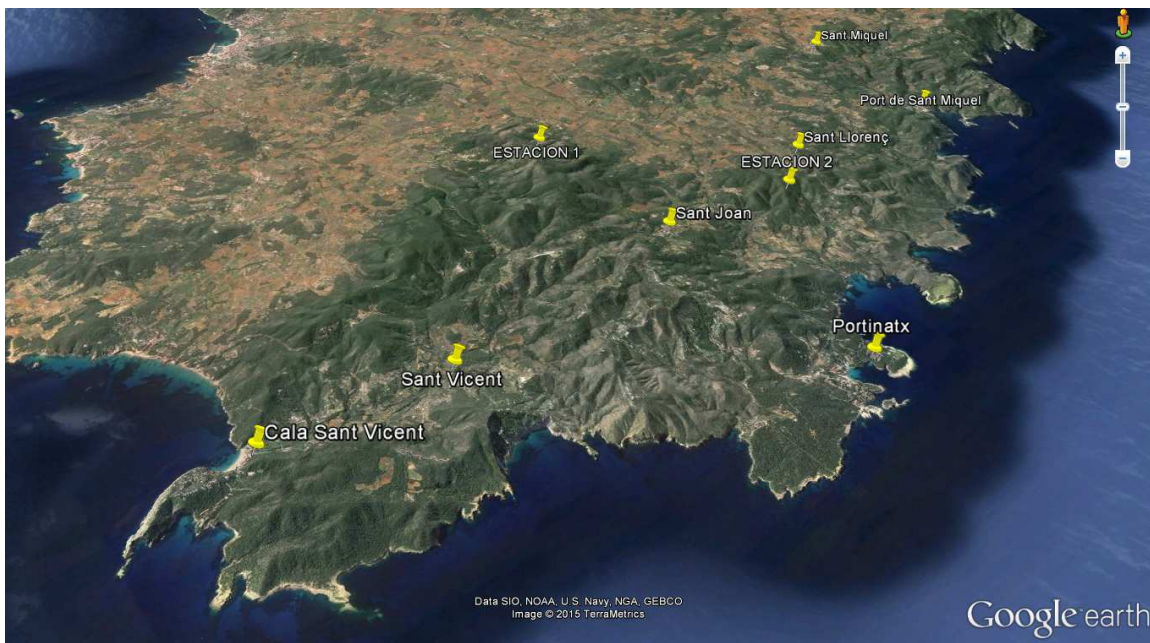 Sant Miquel
Port de Sant Miquel
ESTACION 1
Sant Llorenç
ESTACION 2
Sant Joan
Portinatx
Sant Vicent
Cala Sant Vicent
Data SIO, NOAA, U.S. Navy, NGA, GEBCO
Image © 2015 TerraMetrics
Google earth